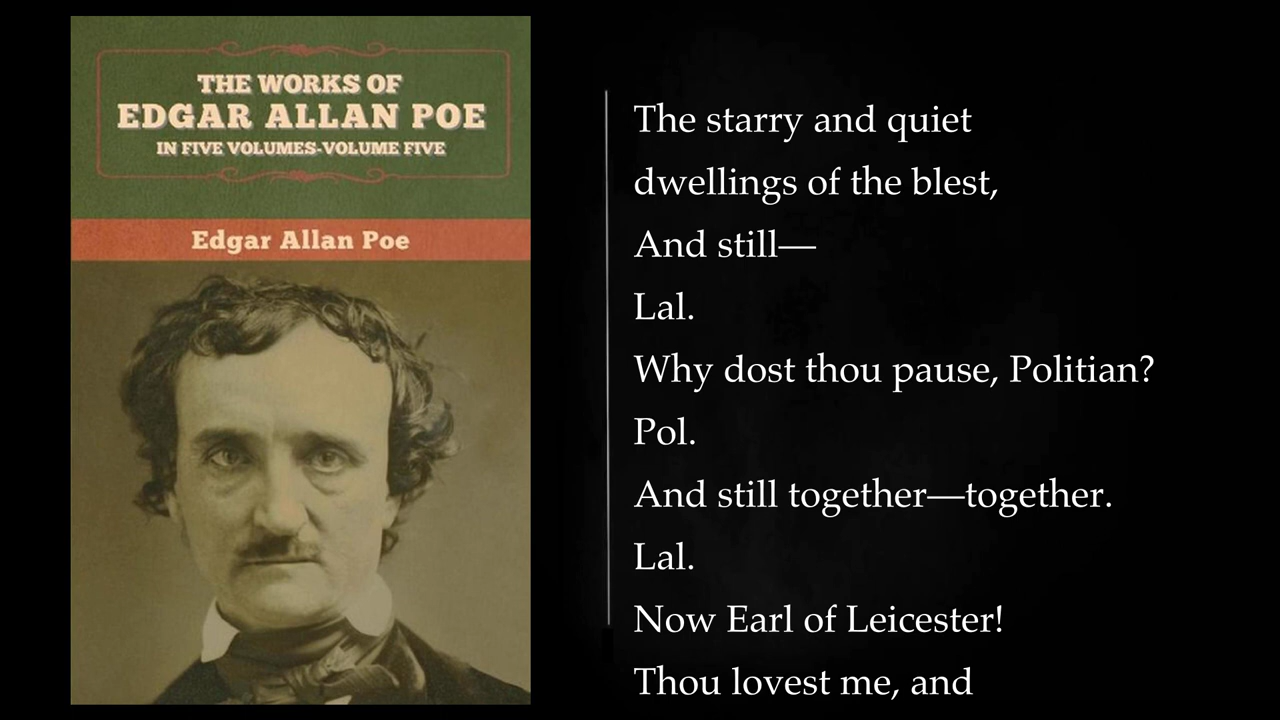 THE WORKS OF
EDGAR ALLAN POE
IN FIVE VOLUMES-VOLUME FIVE
Edgar Allan Poe
The starry and quiet
dwellings of the blest,
And still—
Lal.
Why dost thou pause, Politian?
Pol.
And still together—together.
Lal.
Now Earl of Leicester!
Thou lovest me, and